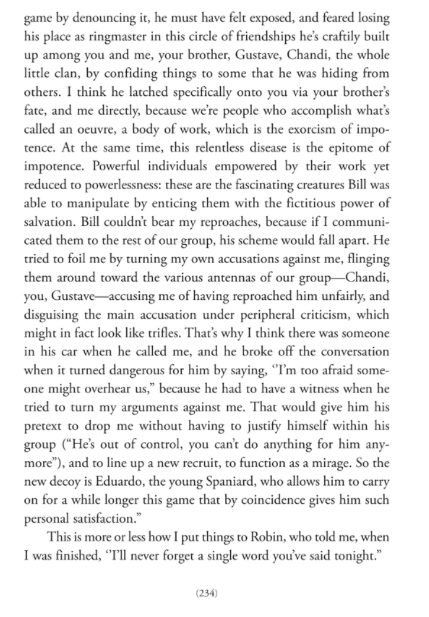 game by denouncing it, he must have felt exposed, and feared losing
his place as ringmaster in this circle of friendships he's craftily built
up among you and me, your brother, Gustave, Chandi, the whole
little clan, by confiding things to some that he was hiding from
others. I think he latched specifically onto you via your brother's
fate, and me directly, because we're people who accomplish what's
called an oeuvre, a body of work, which is the exorcism of impo-
tence. At the same time, this relentless disease is the epitome of
impotence. Powerful individuals empowered by their work yet
reduced to powerlessness: these are the fascinating creatures Bill was
able to manipulate by enticing them with the fictitious power of
salvation. Bill couldn't bear my reproaches, because if I communi-
cated them to the rest of our group, his scheme would fall apart. He
tried to foil me by turning my own accusations against me, flinging
them around toward the various antennas of our group—Chandi,
you, Gustave—accusing me of having reproached him unfairly, and
disguising the main accusation under peripheral criticism, which
might in fact look like trifles. That's why I think there was someone
in his car when he called me, and he broke off the conversation
when it turned dangerous for him by saying, "I'm too afraid some-
one might overhear us," because he had to have a witness when he
tried to turn my arguments against me. That would give him his
pretext to drop me without having to justify himself within his
group ("He's out of control, you can't do anything for him any-
more"), and to line up a new recruit, to function as a mirage. So the
new decoy is Eduardo, the young Spaniard, who allows him to carry
on for a while longer this game that by coincidence gives him such
personal satisfaction."
This is more or less how I put things to Robin, who told me, when
I was finished, "I'll never forget a single word you've said tonight."
(234)